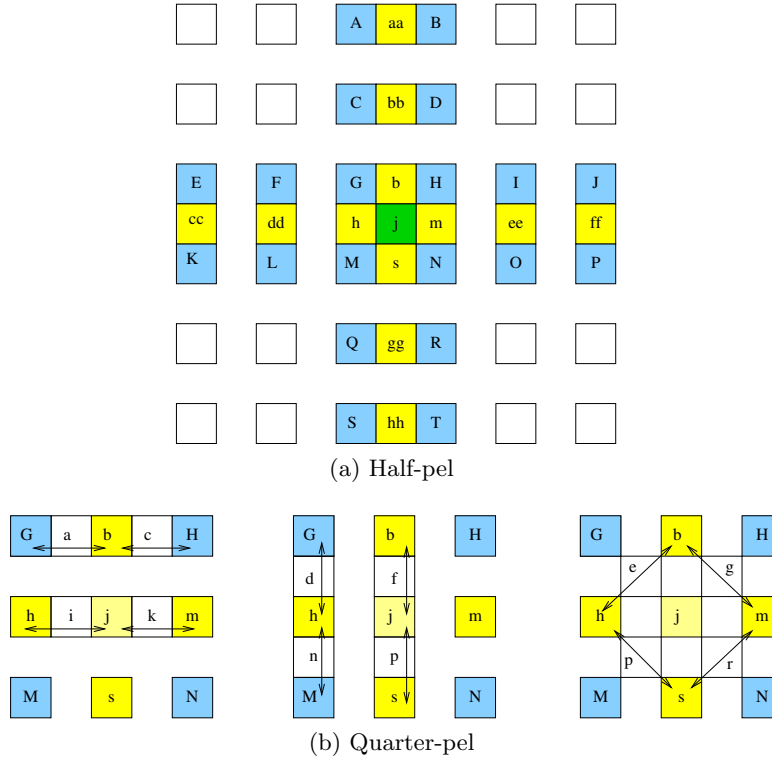 A aa B
C bb D
E F G b H I J
cc dd h j m ee ff
K L M s N O P
Q gg R
S hh T
(a) Half-pel
G a b c H G b H G b H
d f e g
h i j k m h j m h j m
n p p r
M s N M s N M s N
(b) Quarter-pel